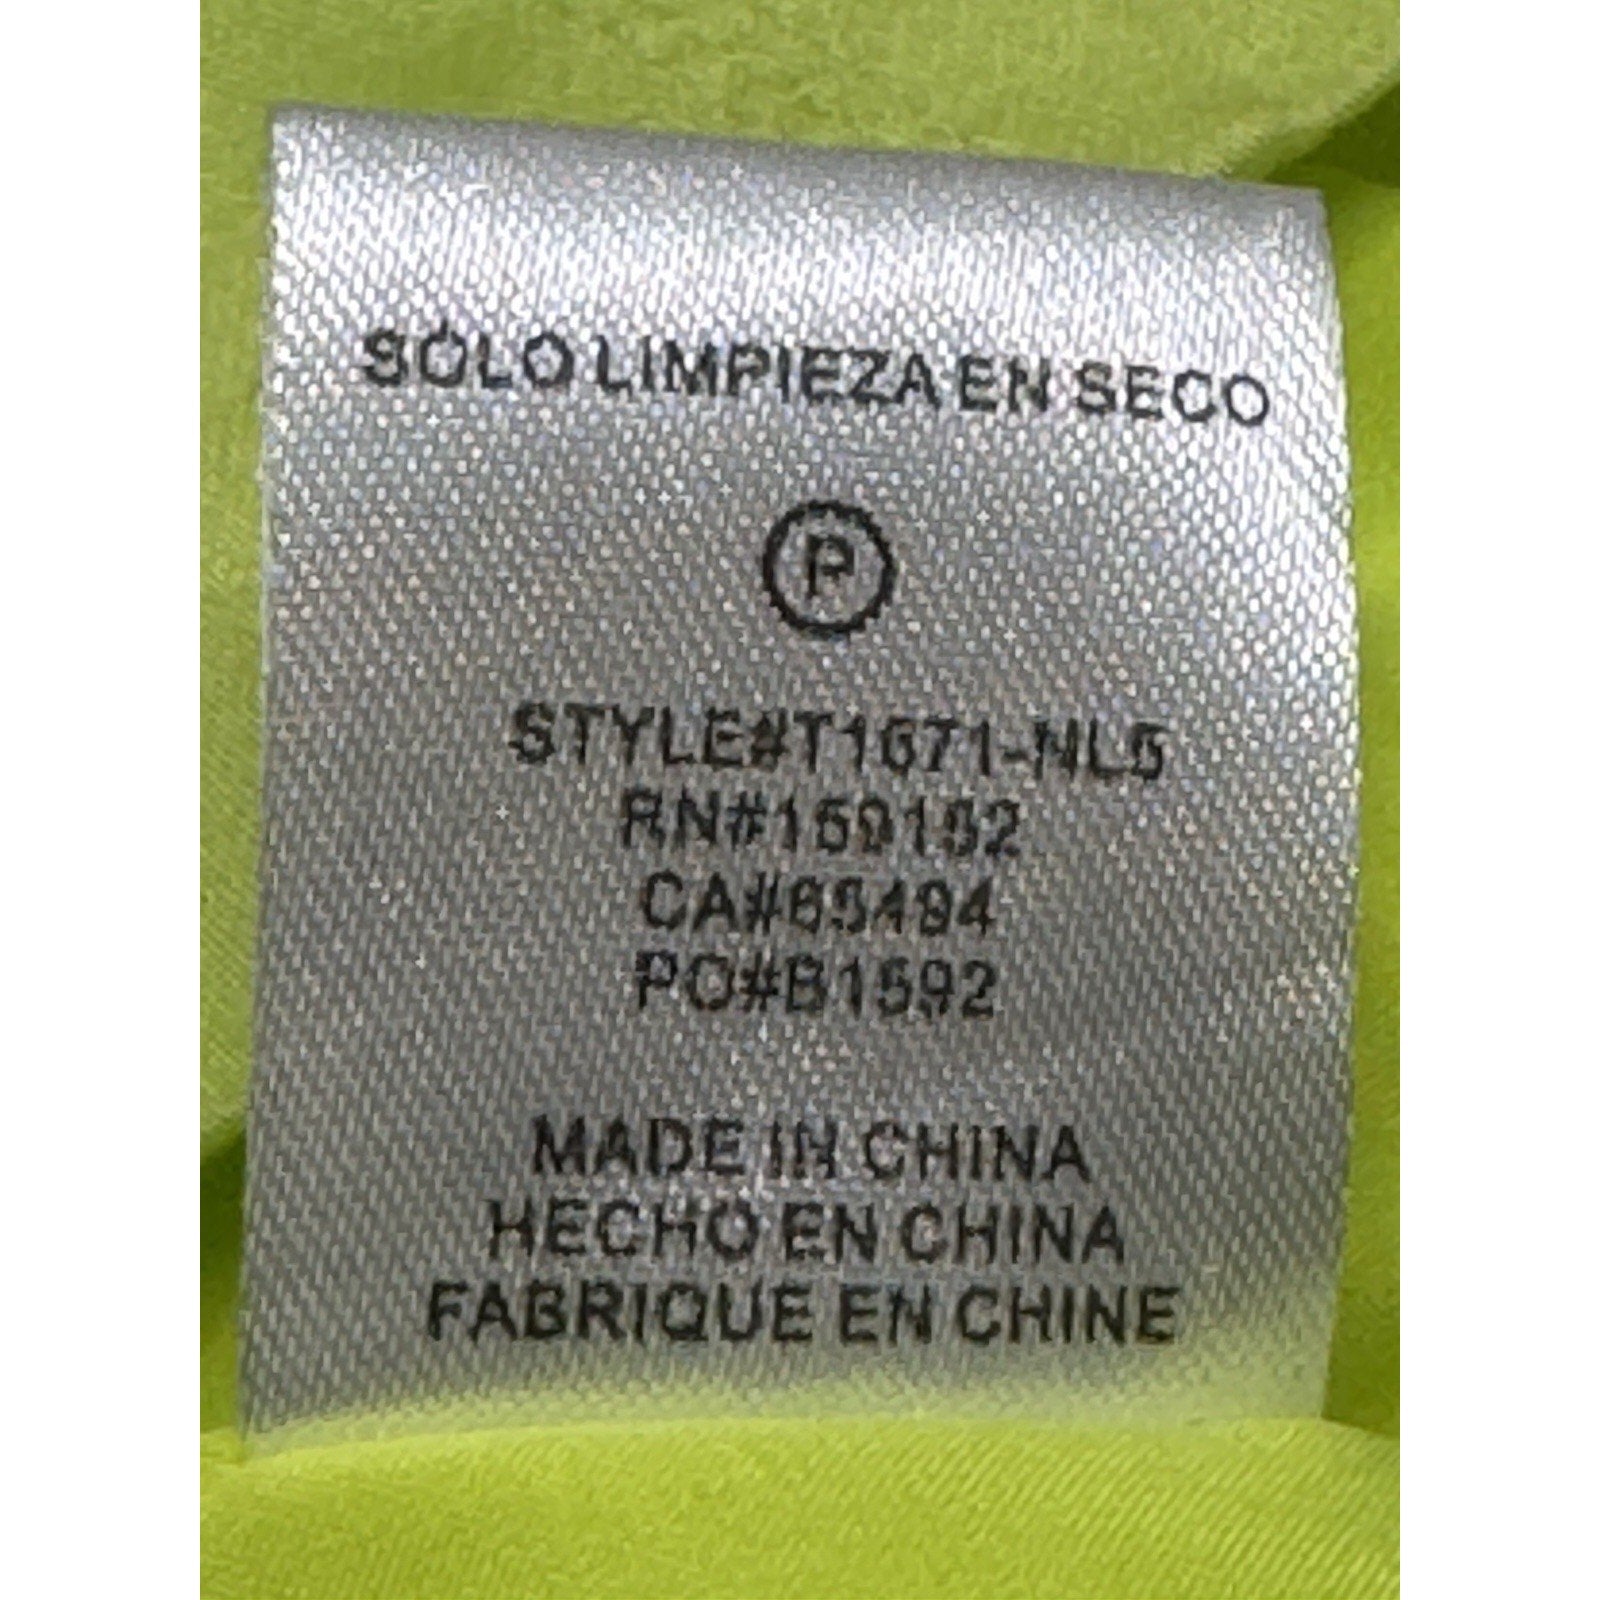 SÓLO LIMPIEZA EN SECO
P
STYLE#T1671-NL5
RN#159152
CA#65494
PO#B1592
MADE IN CHINA
HECHO EN CHINA
FABRIQUE EN CHINE